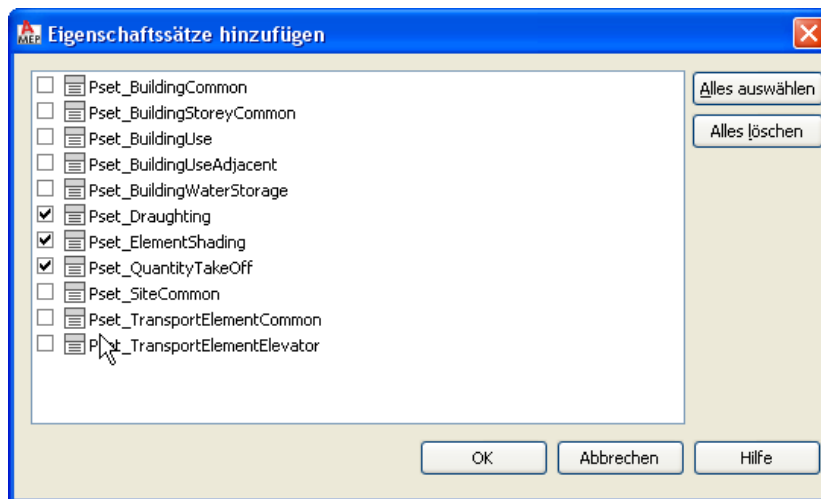 A
MEP
Eigenschaftssätze hinzufügen
Pset_BuildingCommon
Pset_BuildingStoreyCommon
Pset_BuildingUse
Pset_BuildingUseAdjacent
Pset_BuildingWaterStorage
Pset_Draughting
Pset_ElementShading
Pset_QuantityTakeOff
Pset_SiteCommon
Pset_TransportElementCommon
Pset_TransportElementElevator
Alles auswählen
Alles löschen
OK
Abbrechen
Hilfe